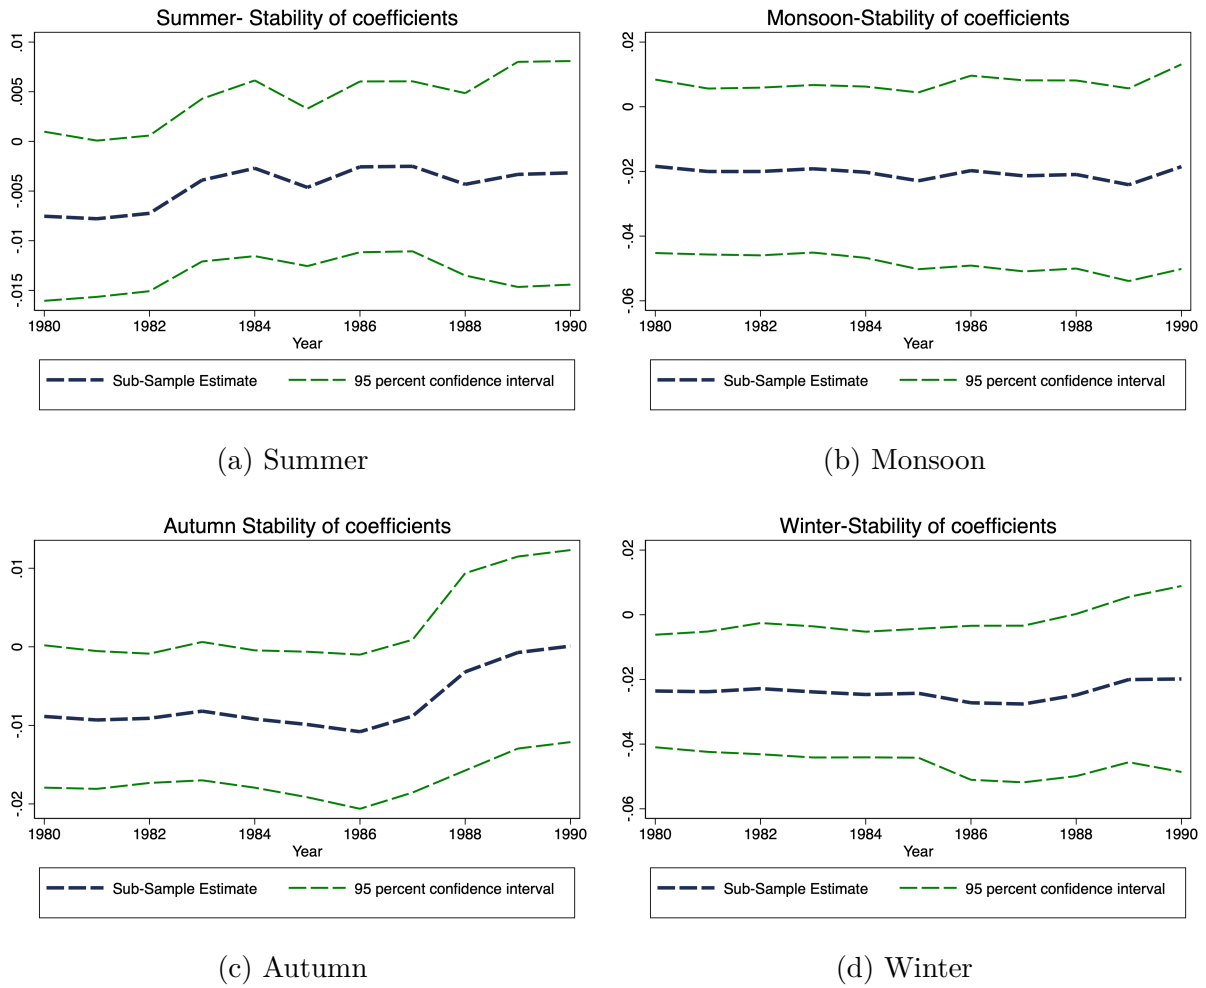 Summer- Stability of coefficients
.01
.005
0
-.005
-.01
-.015
1980 1982 1984 1986 1988 1990
Year
Sub-Sample Estimate 95 percent confidence interval
(a) Summer
Monsoon-Stability of coefficients
.02
0
-.02
-.04
-.06
1980 1982 1984 1986 1988 1990
Year
Sub-Sample Estimate 95 percent confidence interval
(b) Monsoon
Autumn Stability of coefficients
.01
0
-.01
-.02
1980 1982 1984 1986 1988 1990
Year
Sub-Sample Estimate 95 percent confidence interval
(c) Autumn
Winter-Stability of coefficients
.02
0
-.02
-.04
-.06
1980 1982 1984 1986 1988 1990
Year
Sub-Sample Estimate 95 percent confidence interval
(d) Winter